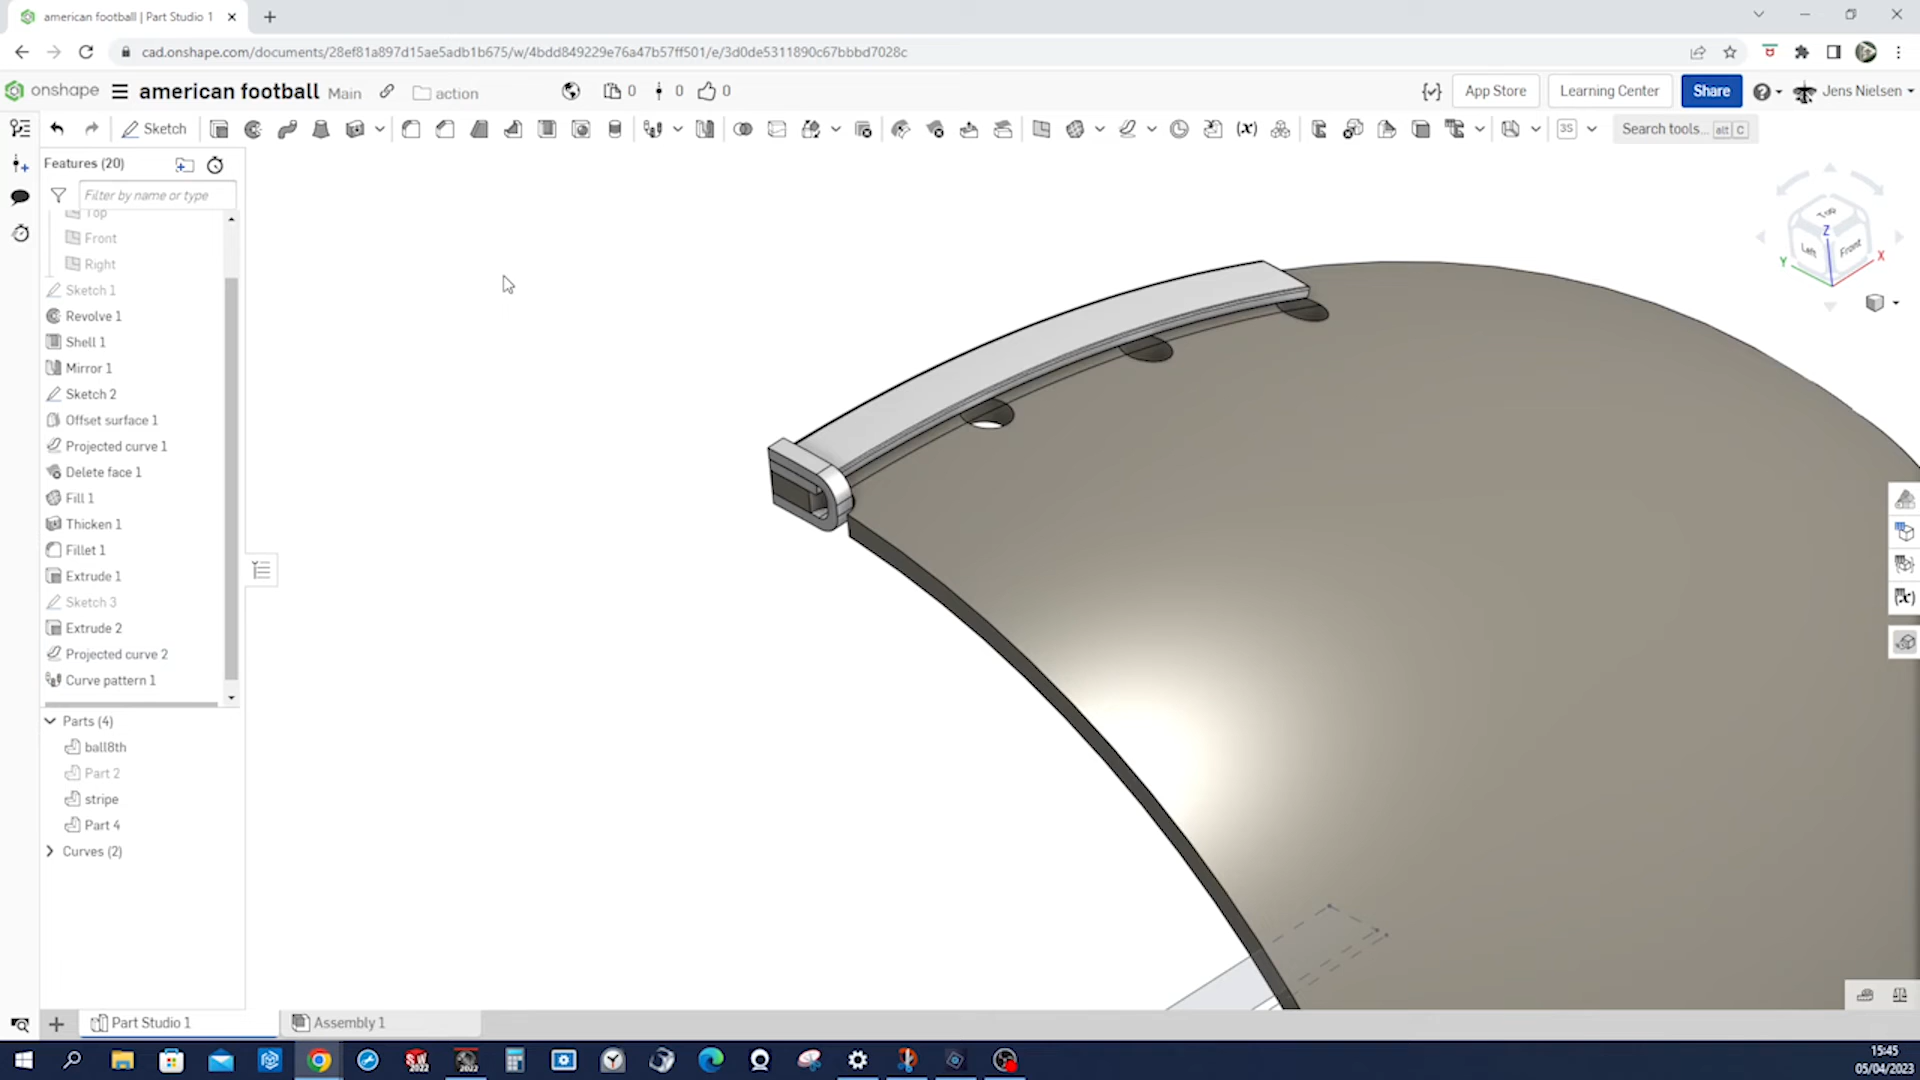 american football | Part Studio 1
cad.onshape.com/documents/28ef81a897d15ae5adb1b675/w/4bdd849229e76a47b57ff501/e/3d0de5311890c67bbbd7028c
onshape american football Main action 0 0 0 App Store Learning Center Share Jens Nielsen
Sketch (x) 3S Search tools... alt C
Features (20)
Filter by name or type
Top
Front
Right
Sketch 1
Revolve 1
Shell 1
Mirror 1
Sketch 2
Offset surface 1
Projected curve 1
Delete face 1
Fill 1
Thicken 1
Fillet 1
Extrude 1
Sketch 3
Extrude 2
Projected curve 2
Curve pattern 1
Parts (4)
ball8th
Part 2
stripe
Part 4
Curves (2)
Top
Left Front
Z
Y
X
(x)
Part Studio 1 Assembly 1
SW 2022
2022
15:45
05/04/2023